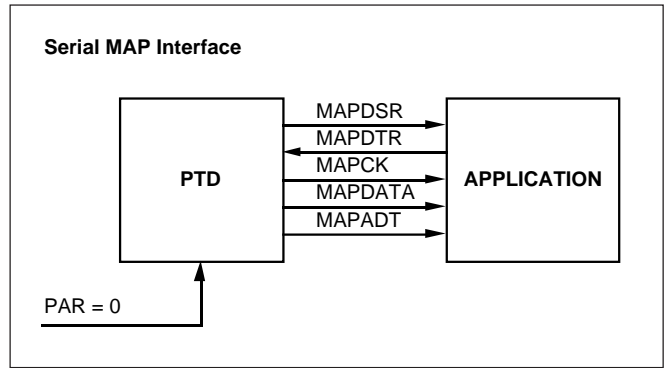 Serial MAP Interface
MAPDSR
MAPDTR
MAPCK
PTD
APPLICATION
MAPDATA
MAPADT
PAR = 0